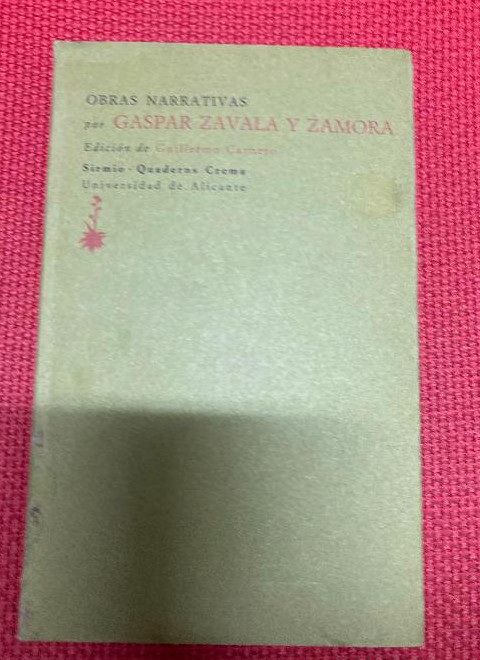 OBRAS NARRATIVAS
por GASPAR ZAVALA Y ZAMORA
Edición de Guillermo Carnero
Sirmio · Quaderns Crema
Universidad de Alicante